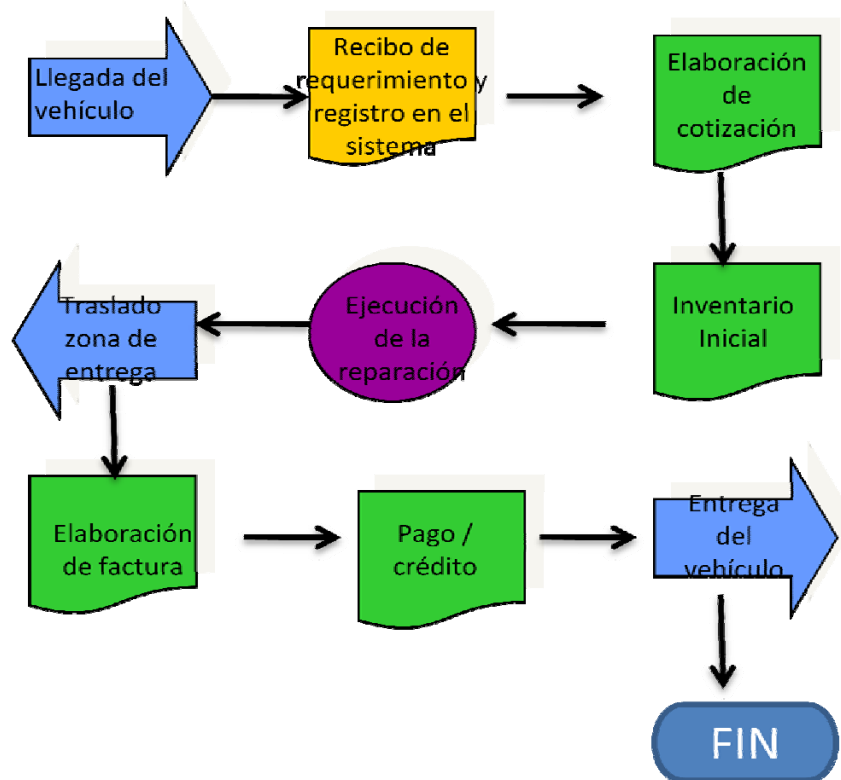 Llegada del
vehículo
Recibo de
requerimiento y
registro en el
sistema
Elaboración
de
cotización
Inventario
Inicial
Ejecución
de la
reparación
Traslado
zona de
entrega
Elaboración
de factura
Pago /
crédito
Entrega
del
vehículo
FIN